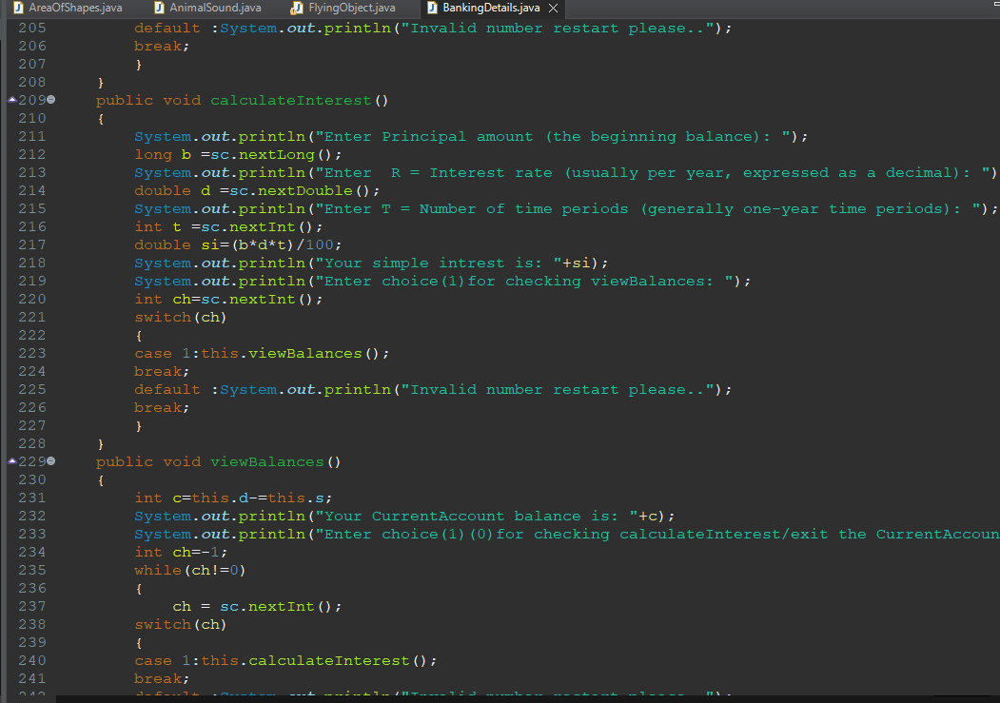 AreaOfShapes.java AnimalSound.java FlyingObject.java BankingDetails.java
205 default :System.out.println("Invalid number restart please..");
206 break;
207 }
208 }
209 public void calculateInterest()
210 {
211 System.out.println("Enter Principal amount (the beginning balance): ");
212 long b =sc.nextLong();
213 System.out.println("Enter  R = Interest rate (usually per year, expressed as a decimal): ")
214 double d =sc.nextDouble();
215 System.out.println("Enter T = Number of time periods (generally one-year time periods): ");
216 int t =sc.nextInt();
217 double si=(b*d*t)/100;
218 System.out.println("Your simple intrest is: "+si);
219 System.out.println("Enter choice(1)for checking viewBalances: ");
220 int ch=sc.nextInt();
221 switch(ch)
222 {
223 case 1:this.viewBalances();
224 break;
225 default :System.out.println("Invalid number restart please..");
226 break;
227 }
228 }
229 public void viewBalances()
230 {
231 int c=this.d-=this.s;
232 System.out.println("Your CurrentAccount balance is: "+c);
233 System.out.println("Enter choice(1)(0)for checking calculateInterest/exit the CurrentAccoun
234 int ch=-1;
235 while(ch!=0)
236 {
237 ch = sc.nextInt();
238 switch(ch)
239 {
240 case 1:this.calculateInterest();
241 break;
242 default :System.out.println("Invalid number restart please..");